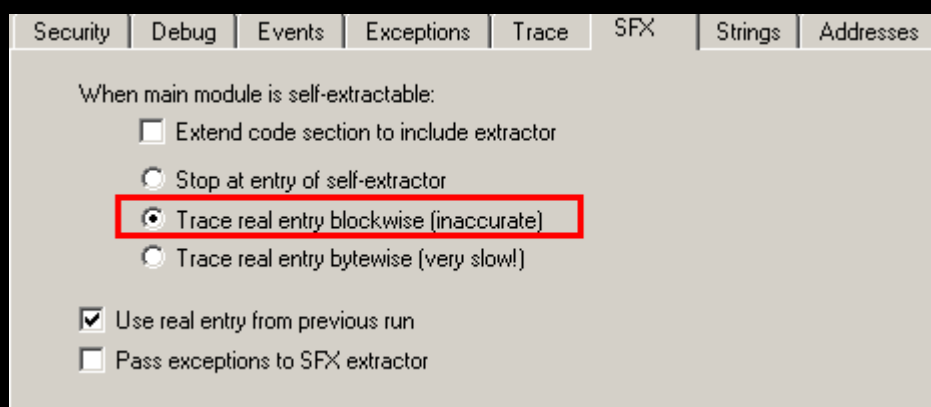 Security Debug Events Exceptions Trace SFX Strings Addresses
When main module is self-extractable:
Extend code section to include extractor
Stop at entry of self-extractor
Trace real entry blockwise (inaccurate)
Trace real entry bytewise (very slow!)
Use real entry from previous run
Pass exceptions to SFX extractor